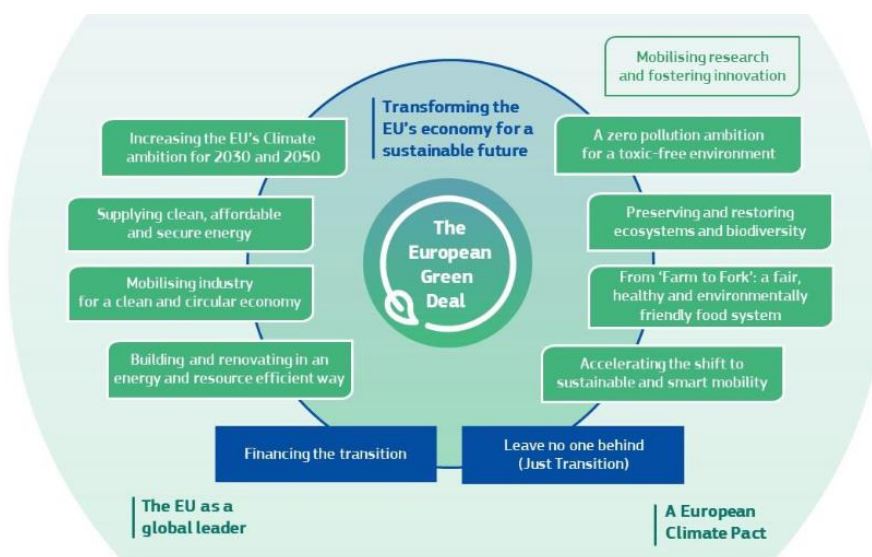 Mobilising research
and fostering innovation
Transforming the
EU's economy for a
sustainable future
Increasing the EU's Climate
ambition for 2030 and 2050
A zero pollution ambition
for a toxic-free environment
Supplying clean, affordable
and secure energy
Preserving and restoring
ecosystems and biodiversity
The
European
Green
Deal
Mobilising industry
for a clean and circular economy
From ‘Farm to Fork’: a fair,
healthy and environmentally
friendly food system
Building and renovating in an
energy and resource efficient way
Accelerating the shift to
sustainable and smart mobility
Financing the transition
Leave no one behind
(Just Transition)
The EU as a
global leader
A European
Climate Pact